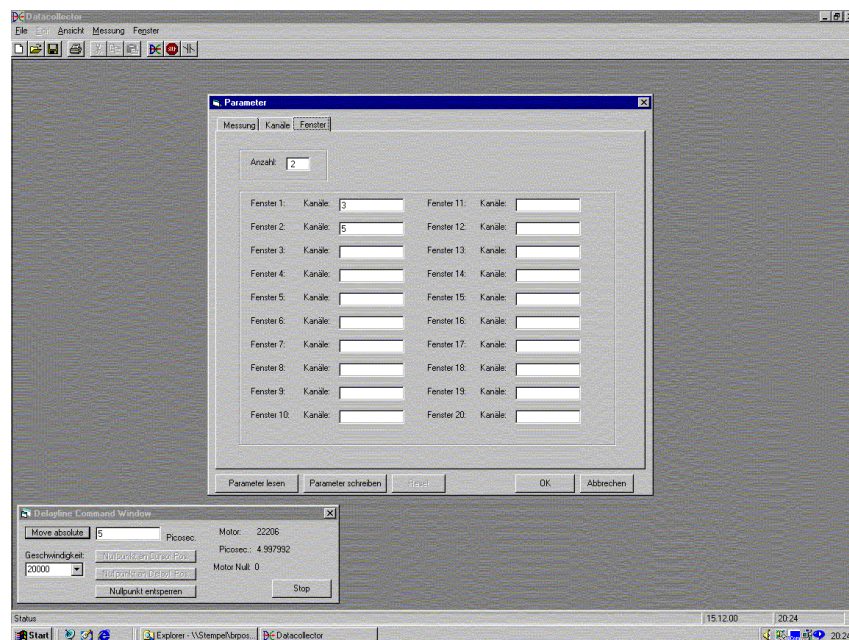 Datacollector
File Ansicht Messung Fenster
Parameter
Messung Kanäle Fenster
Anzahl: 2
Fenster 1: Kanäle: 3 Fenster 11: Kanäle:
Fenster 2: Kanäle: 5 Fenster 12: Kanäle:
Fenster 3: Kanäle: Fenster 13: Kanäle:
Fenster 4: Kanäle: Fenster 14: Kanäle:
Fenster 5: Kanäle: Fenster 15: Kanäle:
Fenster 6: Kanäle: Fenster 16: Kanäle:
Fenster 7: Kanäle: Fenster 17: Kanäle:
Fenster 8: Kanäle: Fenster 18: Kanäle:
Fenster 9: Kanäle: Fenster 19: Kanäle:
Fenster 10: Kanäle: Fenster 20: Kanäle:
Parameter lesen Parameter schreiben Reset OK Abbrechen
Delayline Command Window
Move absolute 5 Picosec. Motor: 22206
Picosec.: 4.997992
Geschwindigkeit: Nullpunkt an Cursor Pos.
20000 Motor Null: 0
Nullpunkt entsperren Stop
Status 15.12.00 20:24
Start Explorer - \\Stempel\brpos... Datacollector